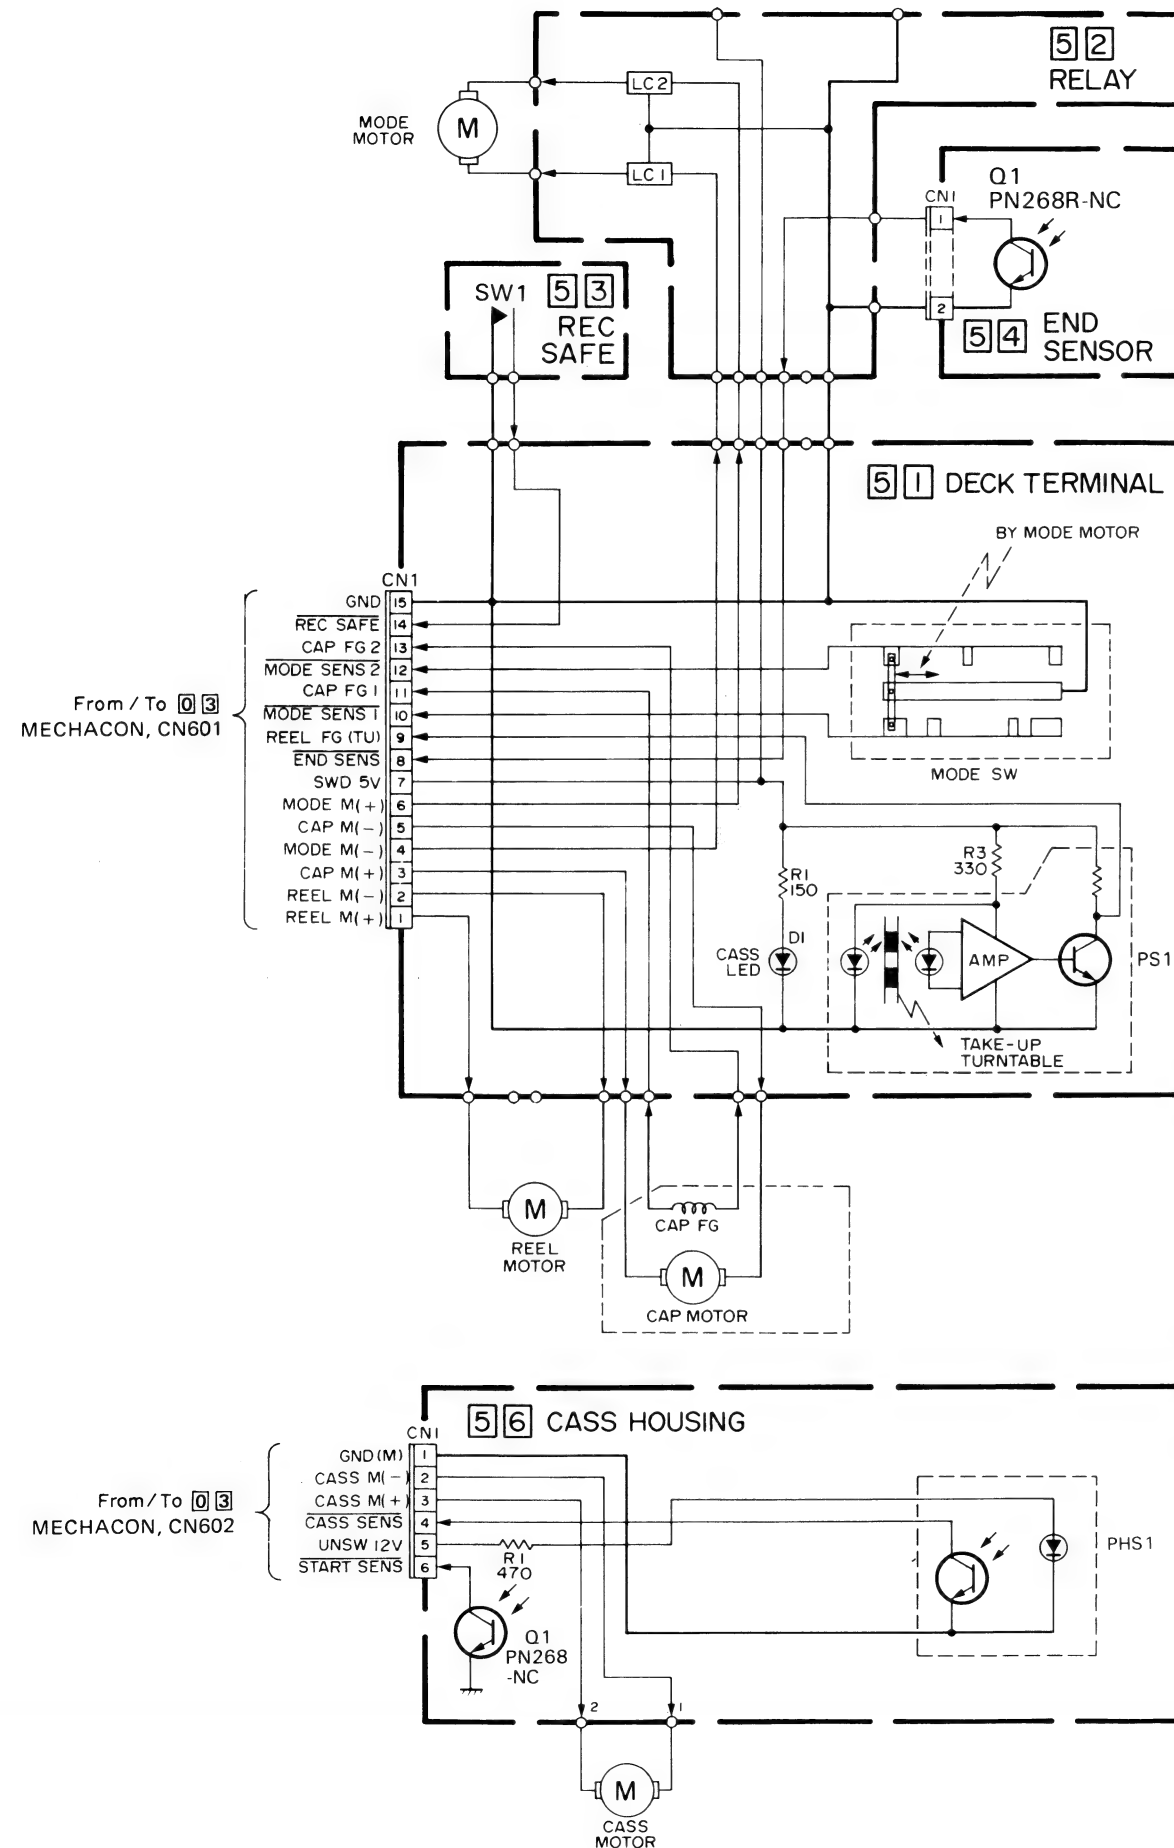 5 2
RELAY
LC2
MODE
MOTOR
M
LC1
Q1
PN268R-NC
CN1
1
2
5 4 END
SENSOR
SW1
5 3
REC
SAFE
5 1 DECK TERMINAL
BY MODE MOTOR
CN1
GND 15
REC SAFE 14
CAP FG2 13
MODE SENS 2 12
CAP FG1 11
MODE SENS 1 10
REEL FG (TU) 9
END SENS 8
SWD 5V 7
MODE M(+) 6
CAP M(-) 5
MODE M(-) 4
CAP M(+) 3
REEL M(-) 2
REEL M(+) 1
From / To 0 3
MECHACON, CN601
MODE SW
R3
330
R1
150
D1
CASS
LED
AMP
PS1
TAKE-UP
TURNTABLE
M
REEL
MOTOR
CAP FG
M
CAP MOTOR
5 6 CASS HOUSING
CN1
GND(M) 1
CASS M(- 2
CASS M(+) 3
CASS SENS 4
UNSW 12V 5
START SENS 6
From / To 0 3
MECHACON, CN602
R1
470
Q1
PN268
-NC
PHS1
2
1
M
CASS
MOTOR